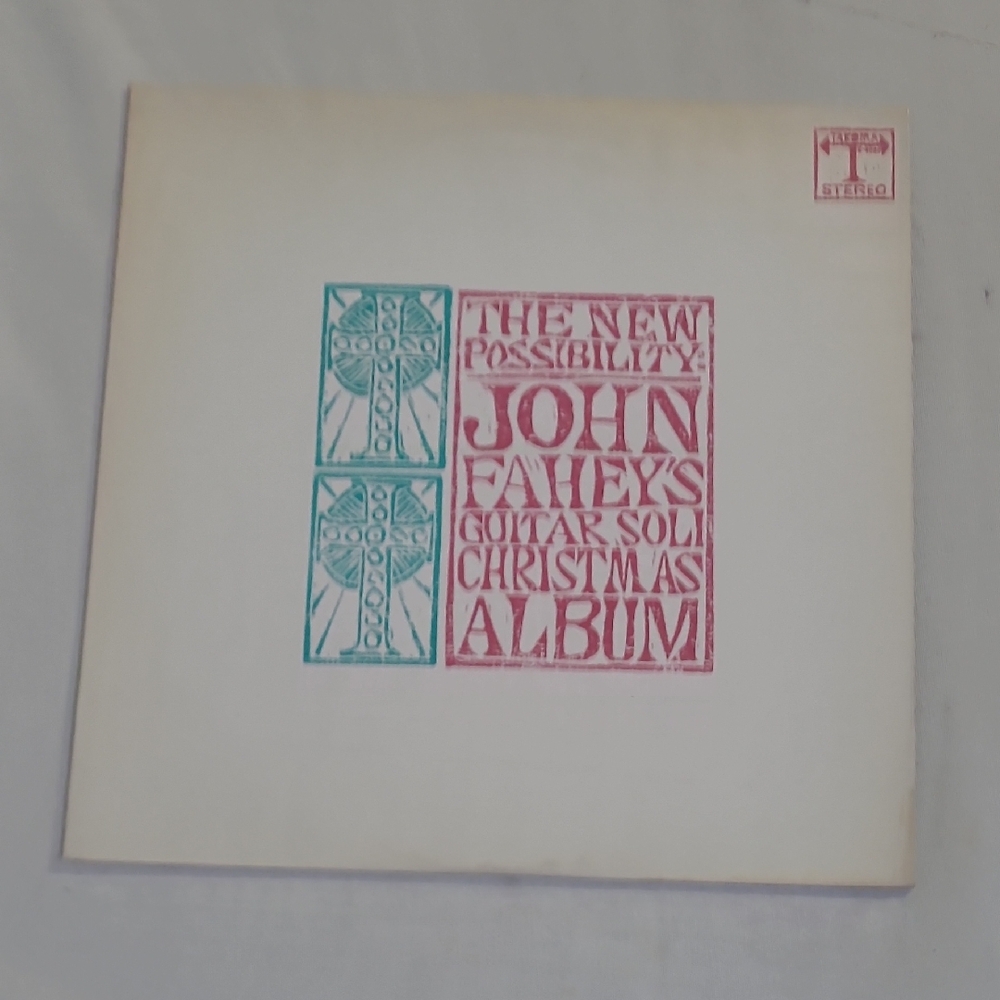 TAKOMA
T
STEREO
THE NEW
POSSIBILITY:
JOHN
FAHEY'S
GUITAR SOLI
CHRISTMAS
ALBUM